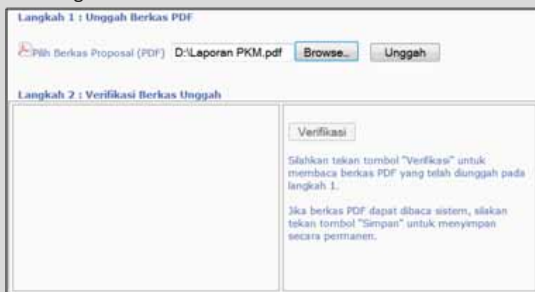 Langkah 1 : Unggah Berkas PDF
Pilih Berkas Proposal (PDF) D:\Laporan PKM.pdf Browse.. Unggah
Langkah 2 : Verifikasi Berkas Unggah
Verifikasi
Silahkan tekan tombol "Verifikasi" untuk
membaca berkas PDF yang telah diunggah pada
langkah 1.
Jika berkas PDF dapat dibaca sistem, silakan
tekan tombol "Simpan" untuk menyimpan
secara permanen.